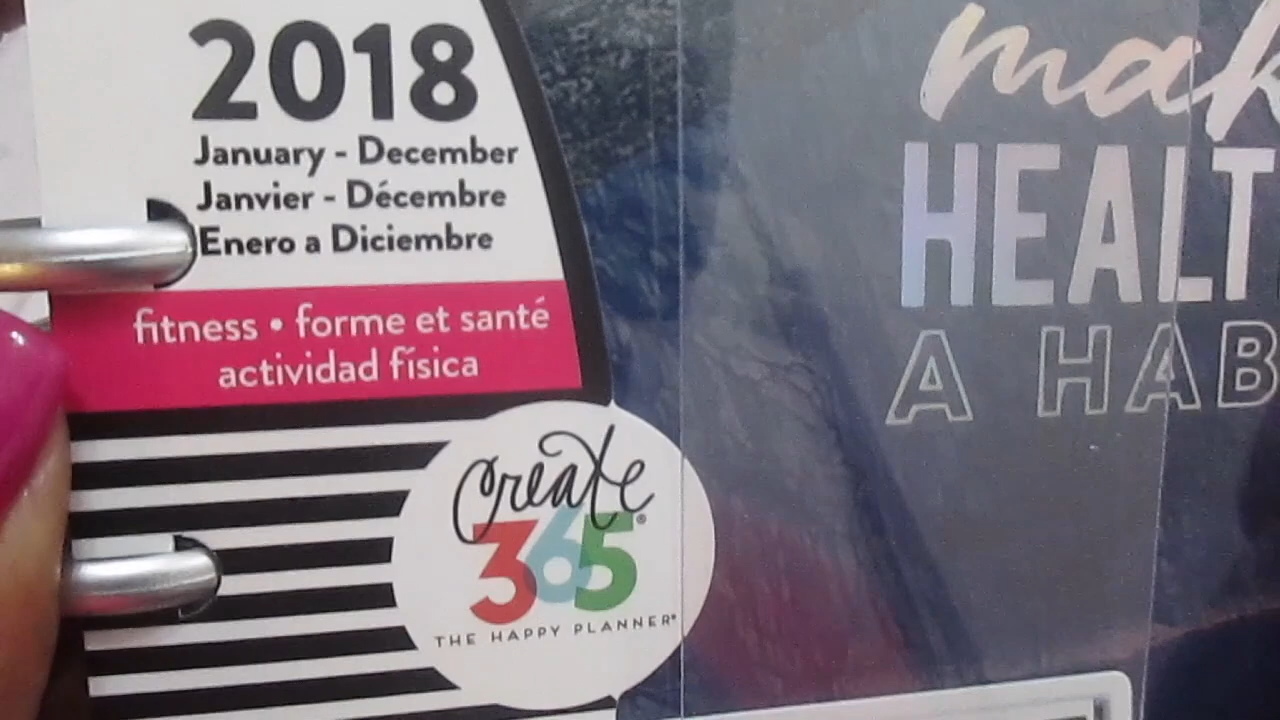 2018
January - December
Janvier - Décembre
Enero a Diciembre
fitness • forme et santé
actividad física
create
365®
THE HAPPY PLANNER®
A